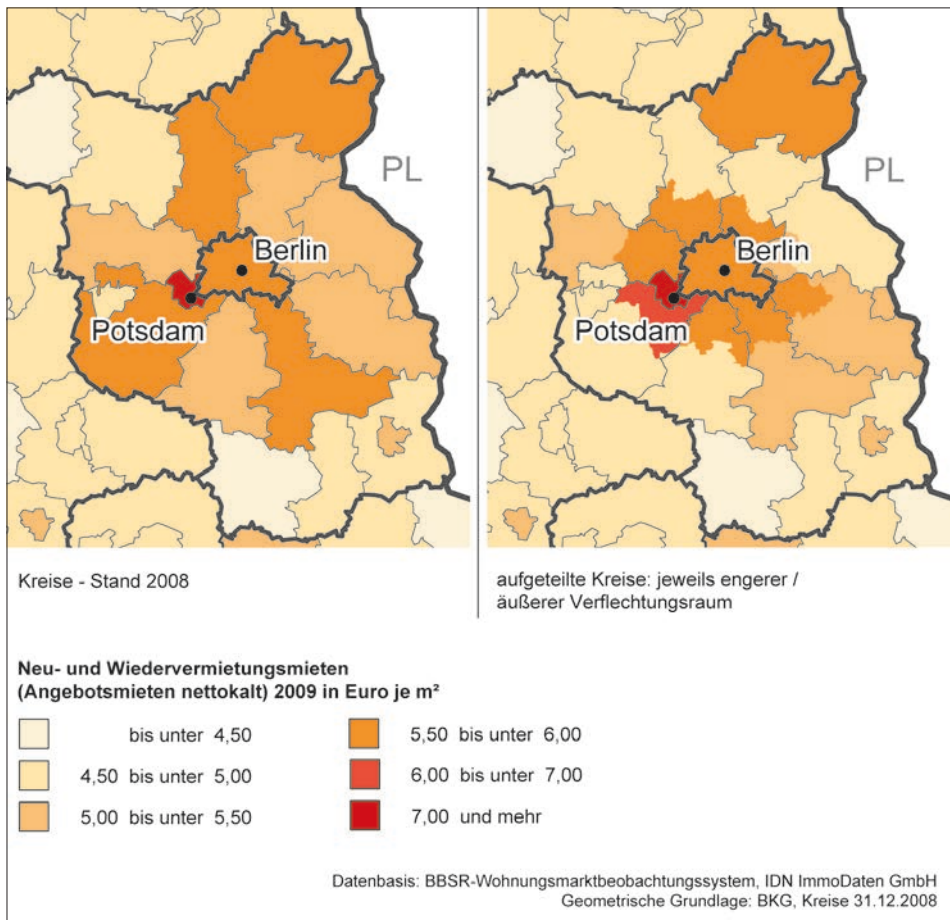 PL
Berlin
Potsdam
PL
Berlin
Potsdam
Kreise - Stand 2008
aufgeteilte Kreise: jeweils engerer /
äußerer Verflechtungsraum
Neu- und Wiedervermietungsmieten
(Angebotsmieten nettokalt) 2009 in Euro je m²
bis unter 4,50
4,50 bis unter 5,00
5,00 bis unter 5,50
5,50 bis unter 6,00
6,00 bis unter 7,00
7,00 und mehr
Datenbasis: BBSR-Wohnungsmarktbeobachtungssystem, IDN ImmoDaten GmbH
Geometrische Grundlage: BKG, Kreise 31.12.2008